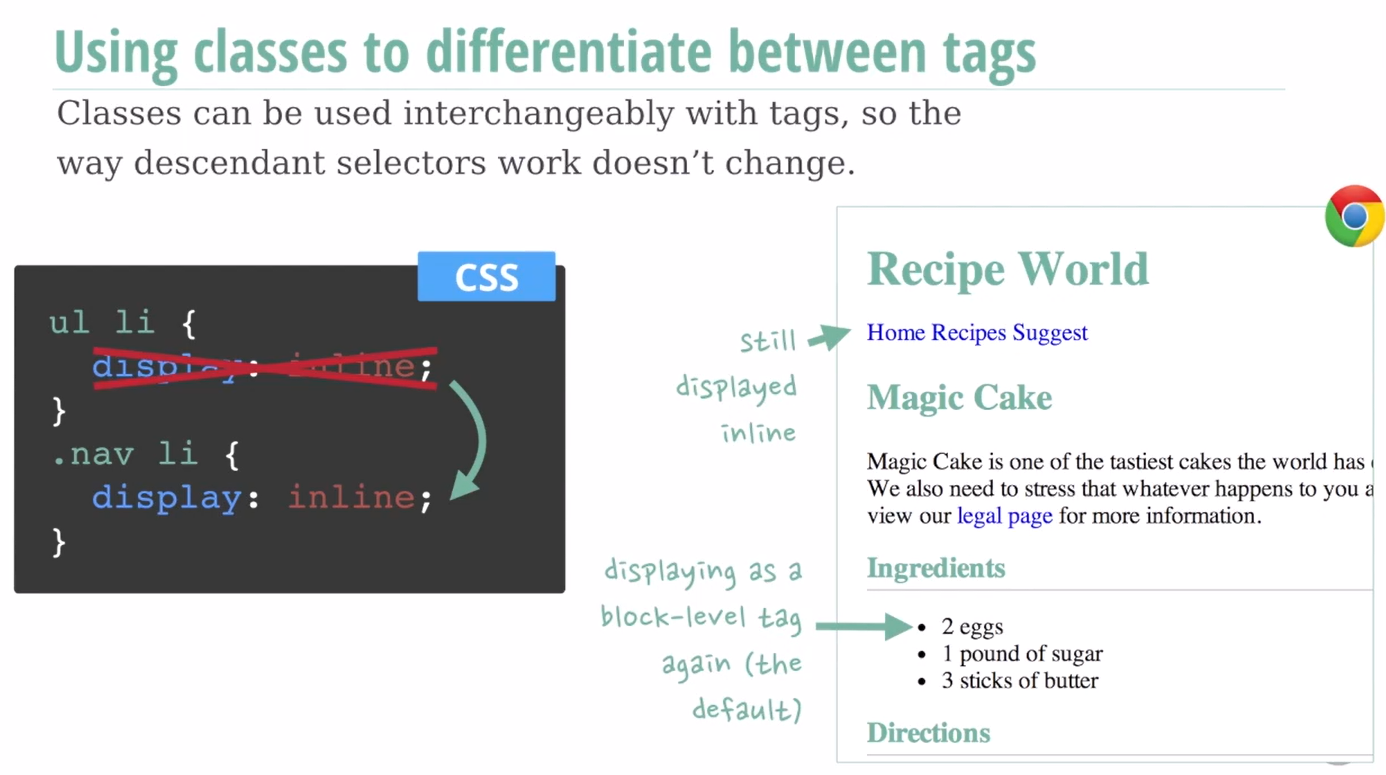 Using classes to differentiate between tags
Classes can be used interchangeably with tags, so the
way descendant selectors work doesn’t change.
CSS
ul li {
display: inline;
}
.nav li {
display: inline;
}
still
displayed
inline
displaying as a
block-level tag
again (the
default)
Recipe World
Home Recipes Suggest
Magic Cake
Magic Cake is one of the tastiest cakes the world has
We also need to stress that whatever happens to you a
view our legal page for more information.
Ingredients
• 2 eggs
• 1 pound of sugar
• 3 sticks of butter
Directions